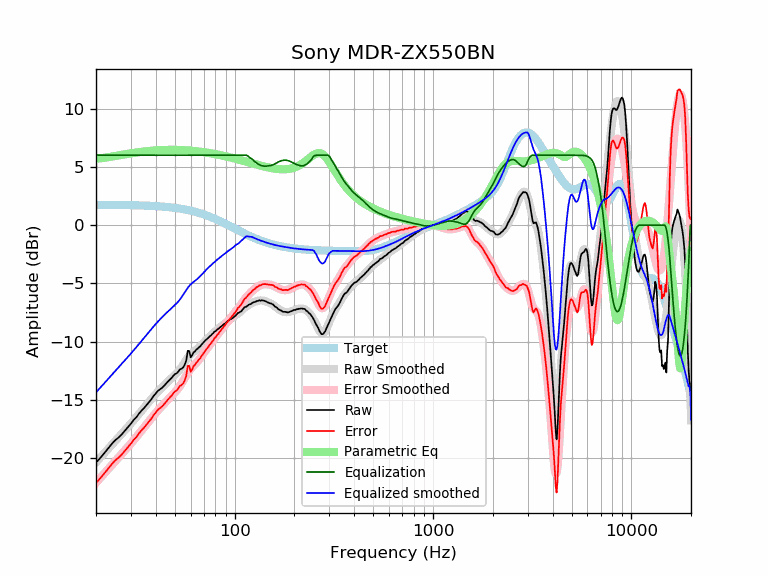 Sony MDR-ZX550BN
Amplitude (dBr)
10
5
0
−5
−10
−15
−20
Target
Raw Smoothed
Error Smoothed
Raw
Error
Parametric Eq
Equalization
Equalized smoothed
100
1000
10000
Frequency (Hz)